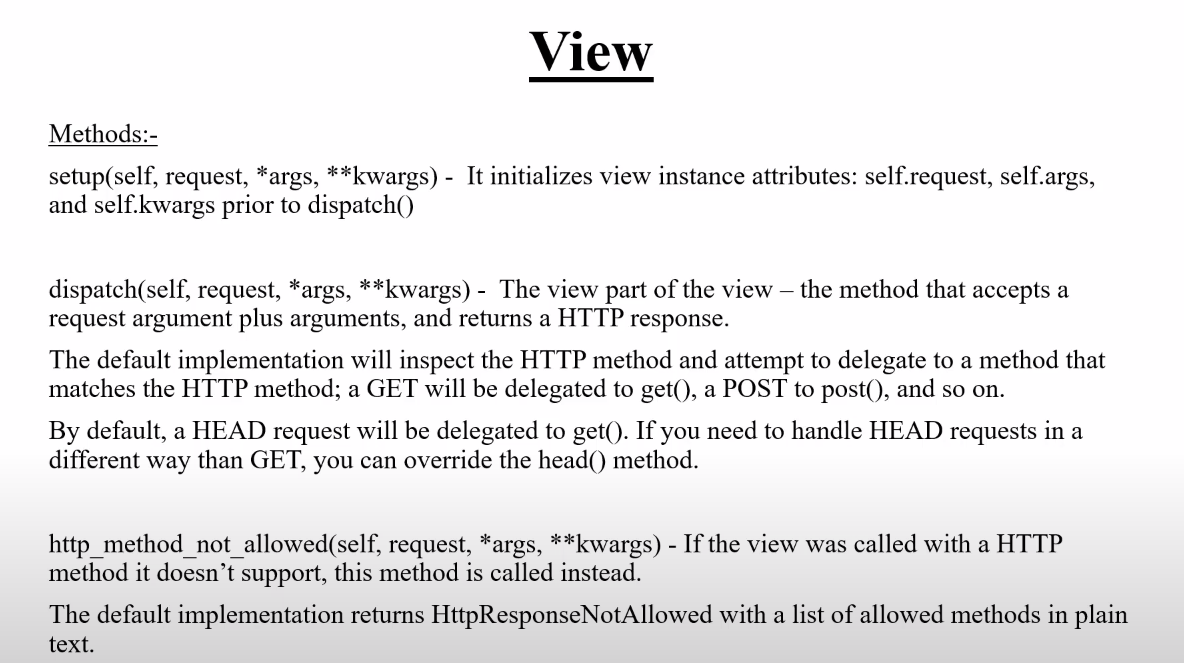 View
Methods:-
setup(self, request, *args, **kwargs) - It initializes view instance attributes: self.request, self.args,
and self.kwargs prior to dispatch()
dispatch(self, request, *args, **kwargs) - The view part of the view – the method that accepts a
request argument plus arguments, and returns a HTTP response.
The default implementation will inspect the HTTP method and attempt to delegate to a method that
matches the HTTP method; a GET will be delegated to get(), a POST to post(), and so on.
By default, a HEAD request will be delegated to get(). If you need to handle HEAD requests in a
different way than GET, you can override the head() method.
http_method_not_allowed(self, request, *args, **kwargs) - If the view was called with a HTTP
method it doesn’t support, this method is called instead.
The default implementation returns HttpResponseNotAllowed with a list of allowed methods in plain
text.